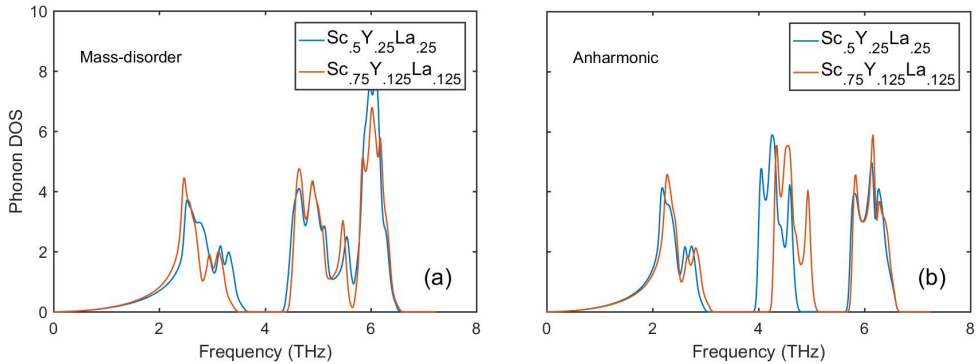 10
8
6
4
2
0
Phonon DOS
Mass-disorder
Sc.5Y.25La.25
Sc.75Y.125La.125
(a)
0 2 4 6 8
Frequency (THz)
Anharmonic
Sc.5Y.25La.25
Sc.75Y.125La.125
(b)
0 2 4 6 8
Frequency (THz)